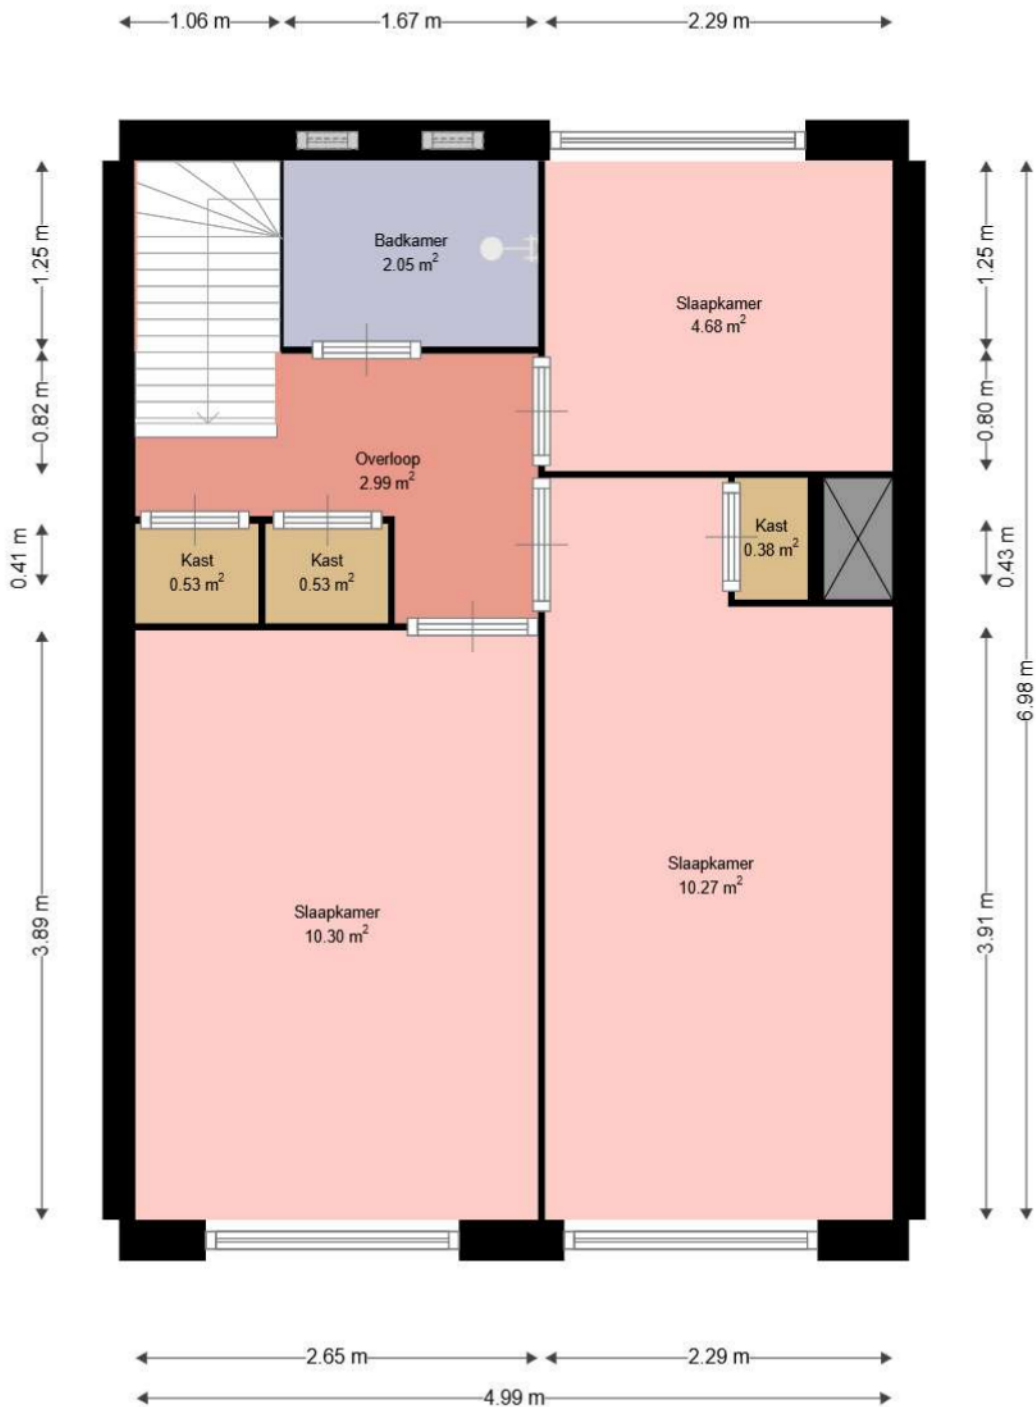 1.06 m
1.67 m
2.29 m
1.25 m
1.25 m
Badkamer
2.05 m²
Slaapkamer
4.68 m²
0.82 m
0.80 m
Overloop
2.99 m²
0.41 m
Kast
0.53 m²
Kast
0.53 m²
Kast
0.38 m²
0.43 m
6.98 m
Slaapkamer
10.27 m²
Slaapkamer
10.30 m²
3.89 m
3.91 m
2.65 m
2.29 m
4.99 m